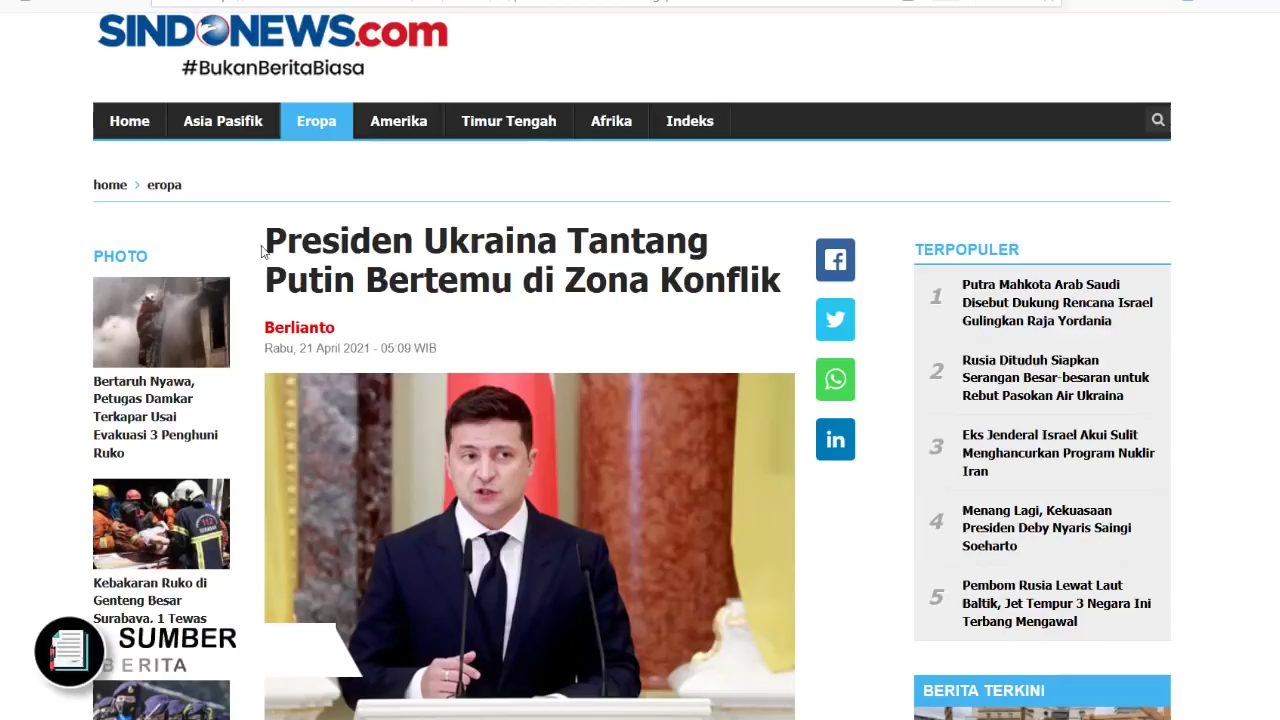 SINDONEWS.com
#BukanBeritaBiasa
Home
Asia Pasifik
Eropa
Amerika
Timur Tengah
Afrika
Indeks
home > eropa
PHOTO
Bertaruh Nyawa,
Petugas Damkar
Terkapar Usai
Evakuasi 3 Penghuni
Ruko
Kebakaran Ruko di
Genteng Besar
Surabaya, 1 Tewas
SUMBER
BERITA
Presiden Ukraina Tantang
Putin Bertemu di Zona Konflik
Berlianto
Rabu, 21 April 2021 - 05:09 WIB
TERPOPULER
1
Putra Mahkota Arab Saudi
Disebut Dukung Rencana Israel
Gulingkan Raja Yordania
2
Rusia Dituduh Siapkan
Serangan Besar-besaran untuk
Rebut Pasokan Air Ukraina
3
Eks Jenderal Israel Akui Sulit
Menghancurkan Program Nuklir
Iran
4
Menang Lagi, Kekuasaan
Presiden Deby Nyaris Saingi
Soeharto
5
Pembom Rusia Lewat Laut
Baltik, Jet Tempur 3 Negara Ini
Terbang Mengawal
BERITA TERKINI